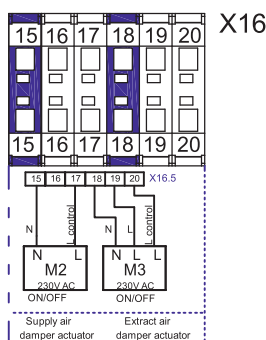 X16
15 16 17 18 19 20
15 16 17 18 19 20
15 16 17 18 19 20 X16.5
N L control N L L control
N L N L L
M2 M3
230V AC 230V AC
ON/OFF ON/OFF
Supply air Extract air
damper actuator damper actuator